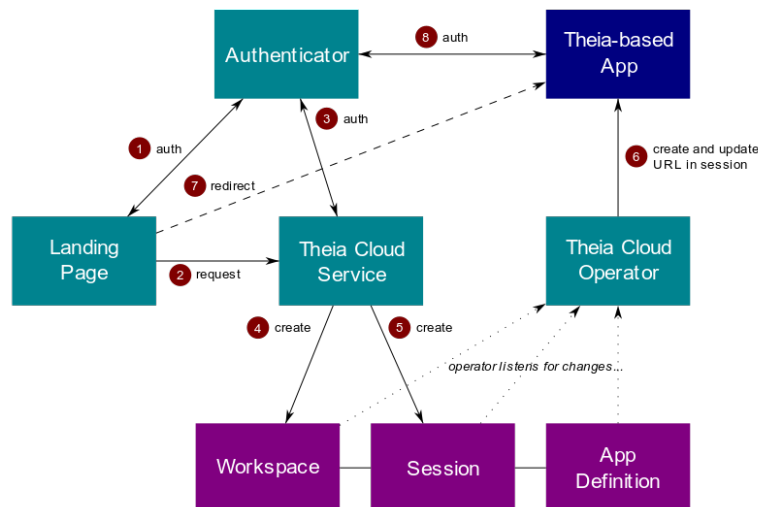 Authenticator
8 auth
Theia-based
App
1 auth
3 auth
7 redirect
6 create and update
URL in session
Landing
Page
2 request
Theia Cloud
Service
Theia Cloud
Operator
4 create
5 create
operator listens for changes...
Workspace
Session
App
Definition